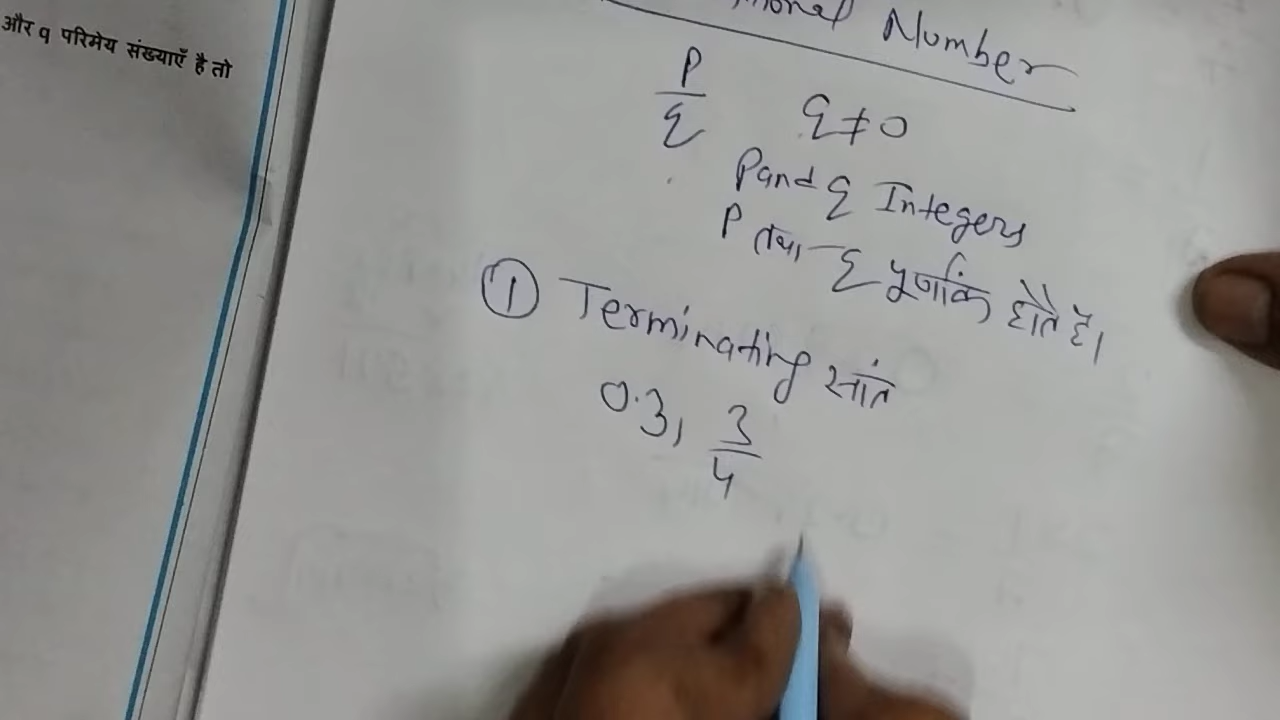 और q परिमेय संख्याएँ है तो
Number
P
q
q ≠ 0
P and q Integers
P तथा q पूर्णांक होते है।
① Terminating सांत
0.3, 3/4